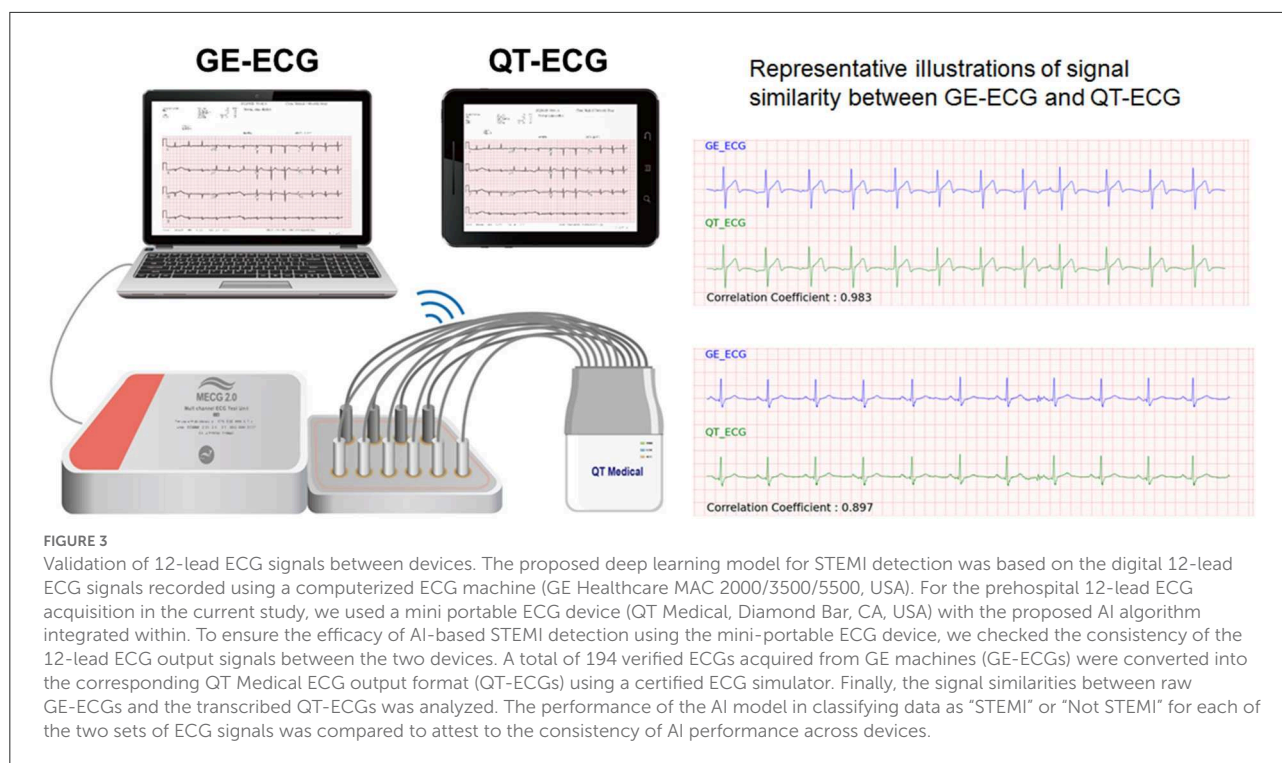 GE-ECG
QT-ECG
Representative illustrations of signal
similarity between GE-ECG and QT-ECG
GE_ECG
QT_ECG
Correlation Coefficient : 0.983
GE_ECG
QT_ECG
Correlation Coefficient : 0.897
MECG 2.0
Multi channel ECG Test Unit
QT Medical
FIGURE 3
Validation of 12-lead ECG signals between devices. The proposed deep learning model for STEMI detection was based on the digital 12-lead
ECG signals recorded using a computerized ECG machine (GE Healthcare MAC 2000/3500/5500, USA). For the prehospital 12-lead ECG
acquisition in the current study, we used a mini portable ECG device (QT Medical, Diamond Bar, CA, USA) with the proposed AI algorithm
integrated within. To ensure the efficacy of AI-based STEMI detection using the mini-portable ECG device, we checked the consistency of the
12-lead ECG output signals between the two devices. A total of 194 verified ECGs acquired from GE machines (GE-ECGs) were converted into
the corresponding QT Medical ECG output format (QT-ECGs) using a certified ECG simulator. Finally, the signal similarities between raw
GE-ECGs and the transcribed QT-ECGs was analyzed. The performance of the AI model in classifying data as “STEMI” or “Not STEMI” for each of
the two sets of ECG signals was compared to attest to the consistency of AI performance across devices.